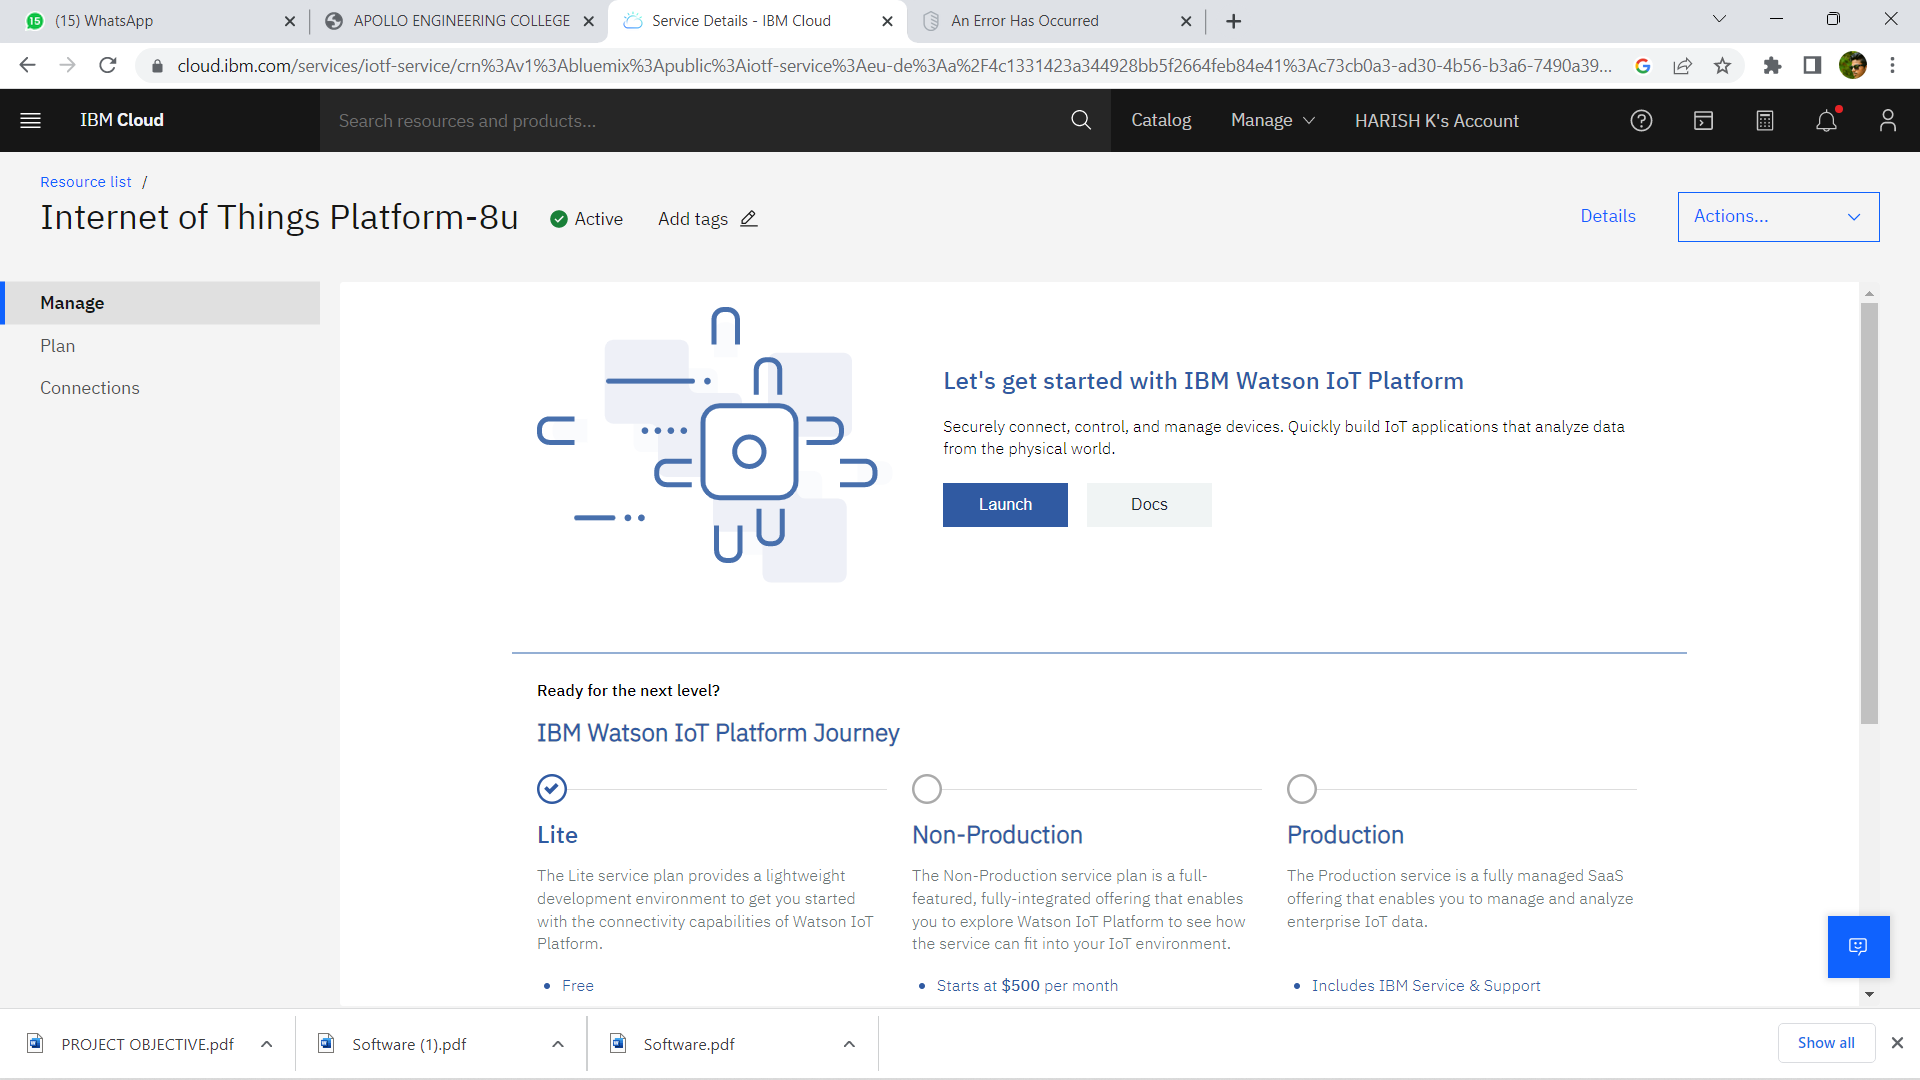 15
(15) WhatsApp
APOLLO ENGINEERING COLLEGE
Service Details - IBM Cloud
An Error Has Occurred
cloud.ibm.com/services/iotf-service/crn%3Av1%3Abluemix%3Apublic%3Aiotf-service%3Aeu-de%3Aa%2F4c1331423a344928bb5f2664feb84e41%3Ac73cb0a3-ad30-4b56-b3a6-7490a39...
IBM Cloud
Search resources and products...
Catalog
Manage
HARISH K's Account
Resource list /
Internet of Things Platform-8u
Active
Add tags
Details
Actions...
Manage
Plan
Connections
Let's get started with IBM Watson IoT Platform
Securely connect, control, and manage devices. Quickly build IoT applications that analyze data
from the physical world.
Launch
Docs
Ready for the next level?
IBM Watson IoT Platform Journey
Lite
The Lite service plan provides a lightweight
development environment to get you started
with the connectivity capabilities of Watson IoT
Platform.
• Free
Non-Production
The Non-Production service plan is a full-
featured, fully-integrated offering that enables
you to explore Watson IoT Platform to see how
the service can fit into your IoT environment.
• Starts at $500 per month
Production
The Production service is a fully managed SaaS
offering that enables you to manage and analyze
enterprise IoT data.
• Includes IBM Service & Support
PROJECT OBJECTIVE.pdf
Software (1).pdf
Software.pdf
Show all